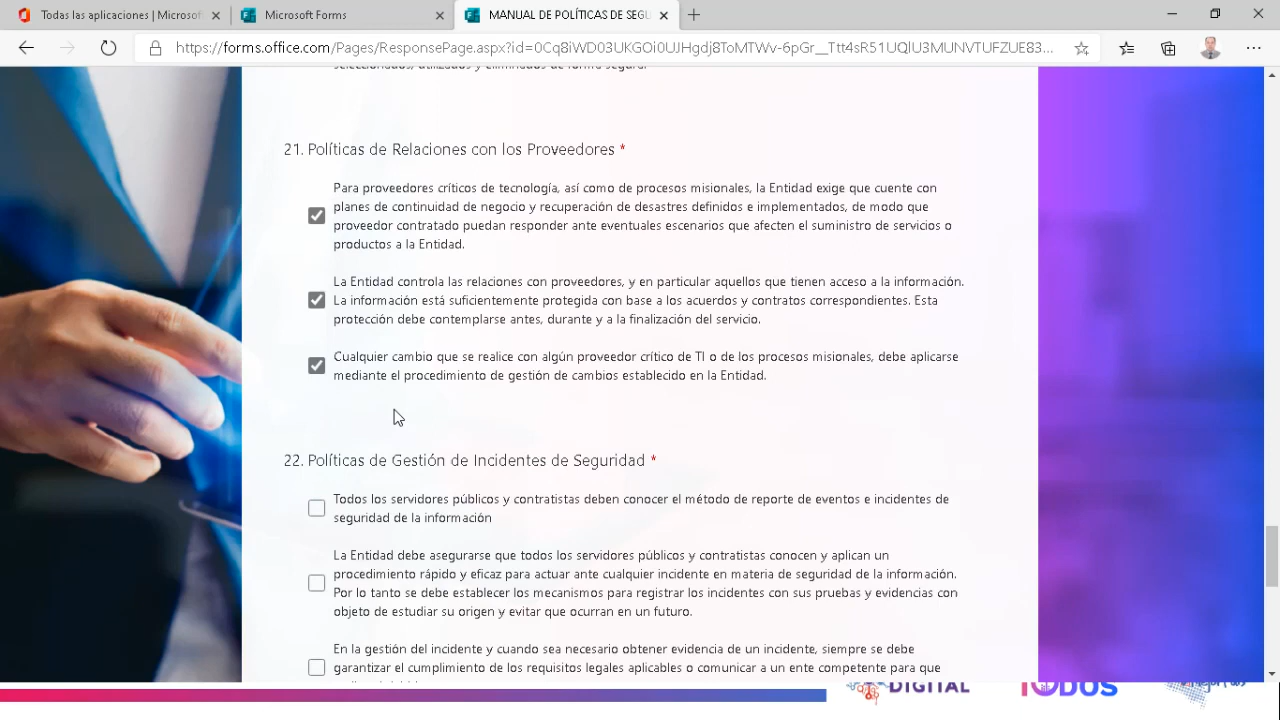 Todas las aplicaciones | Microsof
Microsoft Forms
MANUAL DE POLÍTICAS DE SEGU
https://forms.office.com/Pages/ResponsePage.aspx?id=0Cq8iWD03UKGOi0UJHgdj8ToMTWv-6pGr__Ttt4sR51UQlU3MUNVTUFZUE83...
seleccionados, utilizados y eliminados de forma segura.
21. Políticas de Relaciones con los Proveedores *
Para proveedores críticos de tecnología, así como de procesos misionales, la Entidad exige que cuente con
planes de continuidad de negocio y recuperación de desastres definidos e implementados, de modo que
proveedor contratado puedan responder ante eventuales escenarios que afecten el suministro de servicios o
productos a la Entidad.
La Entidad controla las relaciones con proveedores, y en particular aquellos que tienen acceso a la información.
La información está suficientemente protegida con base a los acuerdos y contratos correspondientes. Esta
protección debe contemplarse antes, durante y a la finalización del servicio.
Cualquier cambio que se realice con algún proveedor crítico de TI o de los procesos misionales, debe aplicarse
mediante el procedimiento de gestión de cambios establecido en la Entidad.
22. Políticas de Gestión de Incidentes de Seguridad *
Todos los servidores públicos y contratistas deben conocer el método de reporte de eventos e incidentes de
seguridad de la información
La Entidad debe asegurarse que todos los servidores públicos y contratistas conocen y aplican un
procedimiento rápido y eficaz para actuar ante cualquier incidente en materia de seguridad de la información.
Por lo tanto se debe establecer los mecanismos para registrar los incidentes con sus pruebas y evidencias con
objeto de estudiar su origen y evitar que ocurran en un futuro.
En la gestión del incidente y cuando sea necesario obtener evidencia de un incidente, siempre se debe
garantizar el cumplimiento de los requisitos legales aplicables o comunicar a un ente competente para que
DIGITAL
TODOS